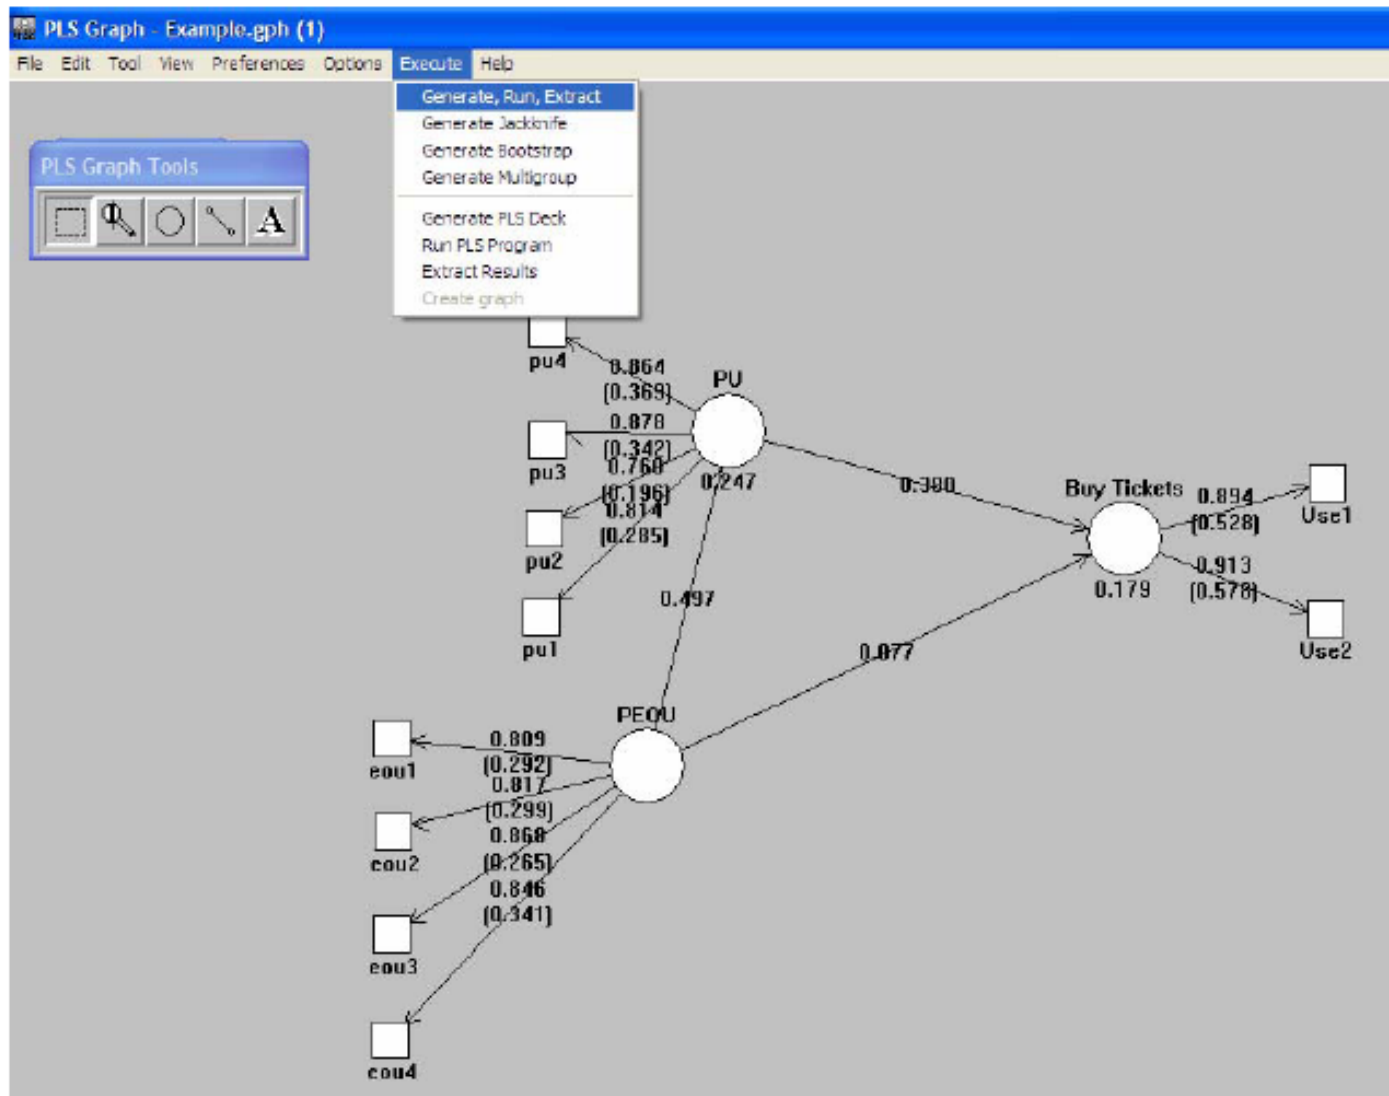 PLS Graph - Example.gph (1)
File Edit Tool View Preferences Options Execute Help
Generate, Run, Extract
Generate Jackknife
Generate Bootstrap
Generate Multigroup
Generate PLS Deck
Run PLS Program
Extract Results
Create graph
PLS Graph Tools
A
pu4
0.864
(0.369)
PU
0.878
(0.342)
pu3
0.760
(0.196)
0.247
0.814
(0.285)
pu2
0.380
Buy Tickets
0.894
(0.528)
Use1
0.913
(0.578)
0.179
0.497
pu1
0.077
Use2
PEOU
0.809
(0.292)
eou1
0.817
(0.299)
eou2
0.868
(0.265)
0.846
(0.341)
eou3
eou4